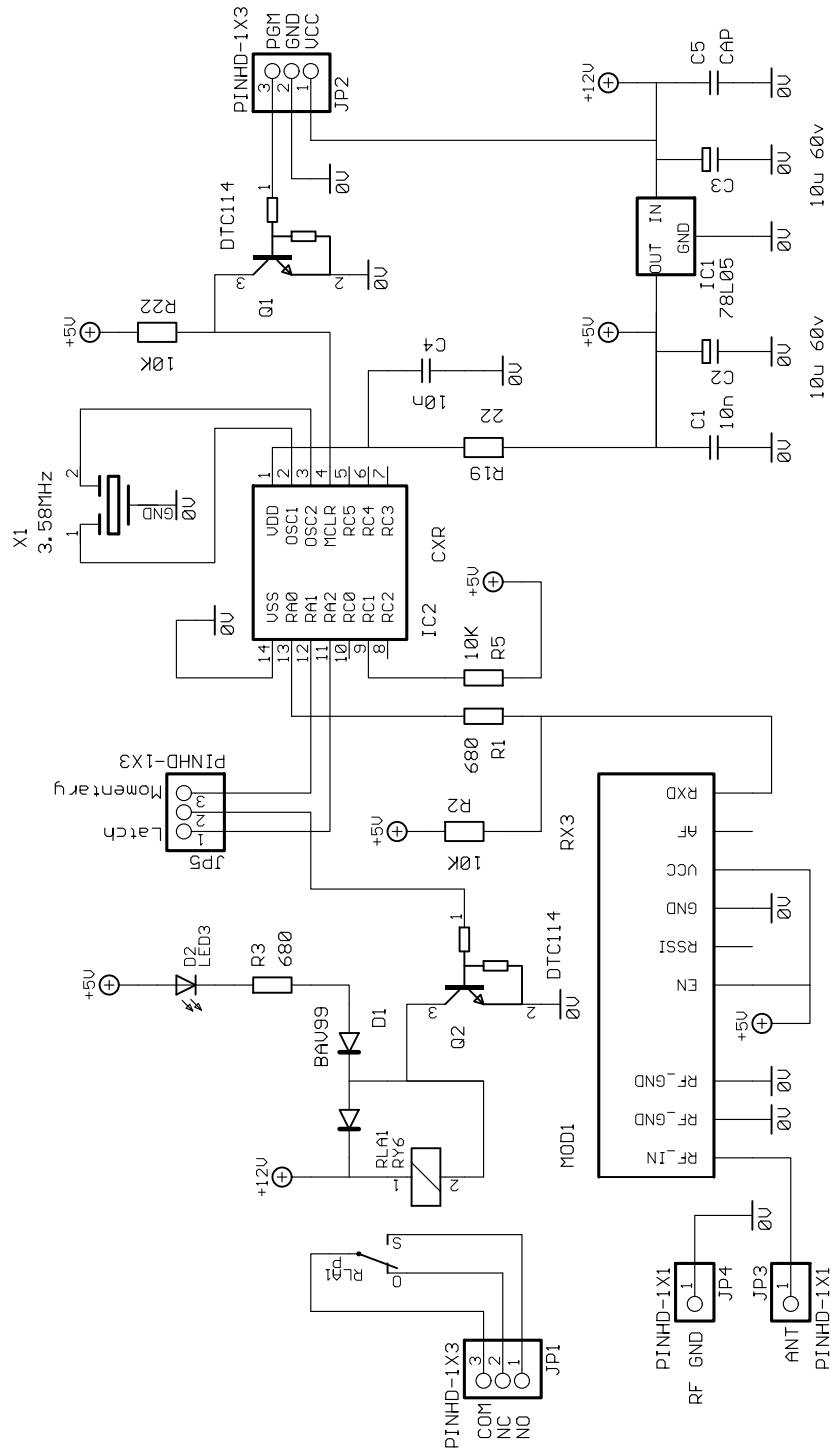 PINHD-1X3
PGM
GND
VCC
3
2
1
JP2
0V
+12V
C5
CAP
0V
C3
0V
10u 60v
DTC114
1
3
2
Q1
0V
IN
OUT
GND
IC1
78L05
0V
+5V
R22
10K
+5V
C2
0V
10u 60v
C4
10n
0V
22
R19
C1
10n
0V
X1
3.58MHz
1
2
GND
0V
1
2
3
4
5
6
7
VDD
OSC1
OSC2
MCLR
RC5
RC4
RC3
VSS
RA0
RA1
RA2
RC0
RC1
RC2
14
13
12
11
10
9
8
CXR
IC2
0V
+5V
10K
R5
680
R1
PINHD-1X3
Momentary
Latch
3
2
1
JP5
+5V
R2
10K
RX3
RXD
AF
VCC
GND
RSSI
EN
RF_GND
RF_GND
RF_IN
MOD1
0V
+5V
0V
0V
+5V
D2
LED3
R3
680
BAV99
D1
1
3
2
Q2
DTC114
0V
+12V
RLA1
RY6
1
2
RLA1
P
S
O
PINHD-1X3
COM
NC
NO
3
2
1
JP1
PINHD-1X1
RF GND
1
JP4
0V
JP3
ANT
1
PINHD-1X1